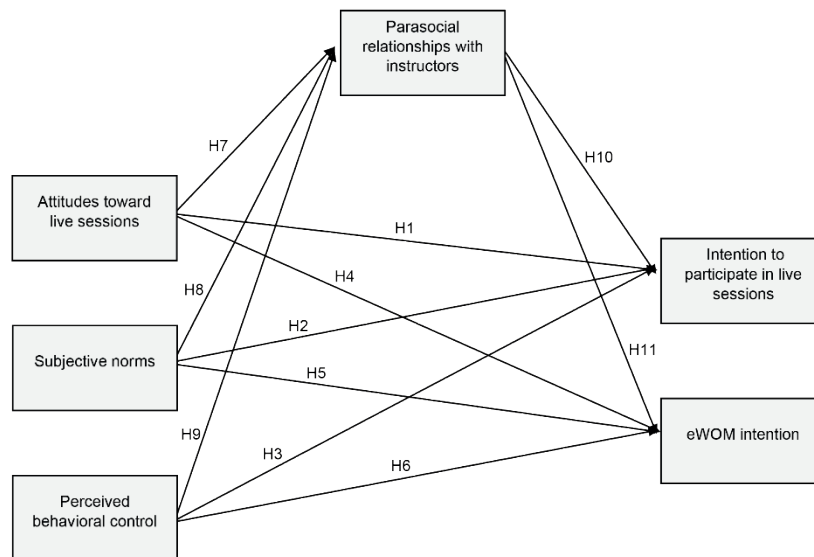 Parasocial
relationships with
instructors
H7
H10
Attitudes toward
live sessions
H1
H4
Intention to
participate in live
sessions
H8
H2
H11
Subjective norms
H5
H9
H3
eWOM intention
H6
Perceived
behavioral control